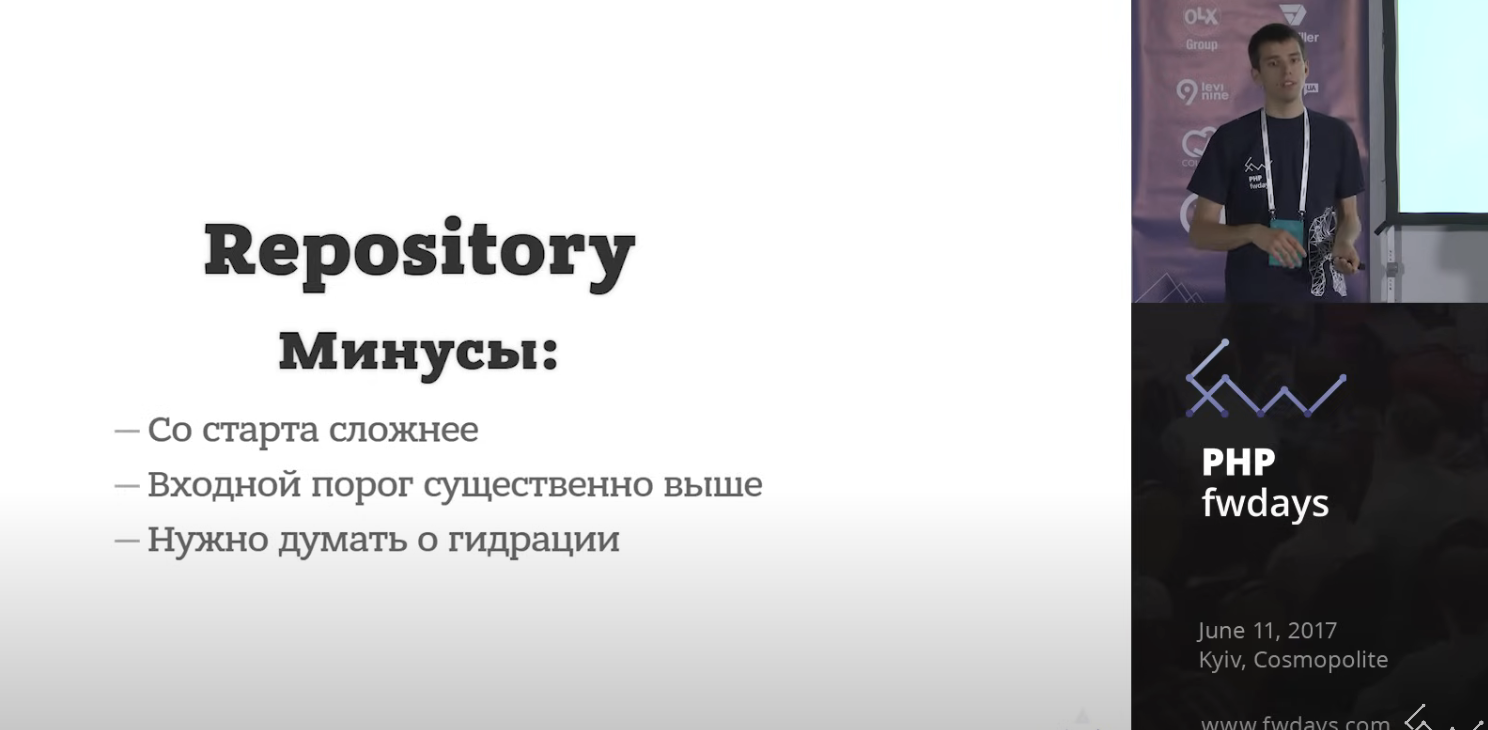 Repository
Минусы:
— Со старта сложнее
— Входной порог существенно выше
— Нужно думать о гидрации
OLX
Group
9 levi
nine
PHP
PHP
fwdays
June 11, 2017
Kyiv, Cosmopolite
www.fwdays.com